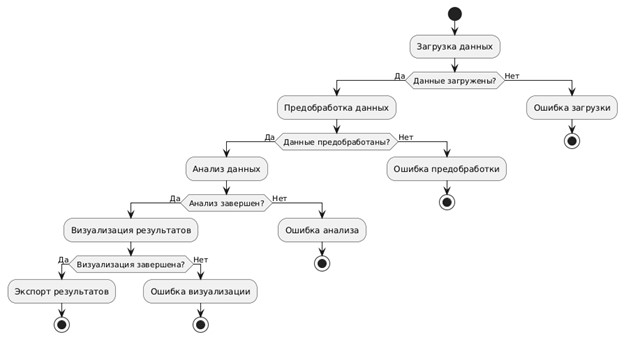 Загрузка данных
Да
Данные загружены?
Нет
Предобработка данных
Ошибка загрузки
Да
Данные предобработаны?
Нет
Анализ данных
Ошибка предобработки
Да
Анализ завершен?
Нет
Визуализация результатов
Ошибка анализа
Да
Визуализация завершена?
Нет
Экспорт результатов
Ошибка визуализации